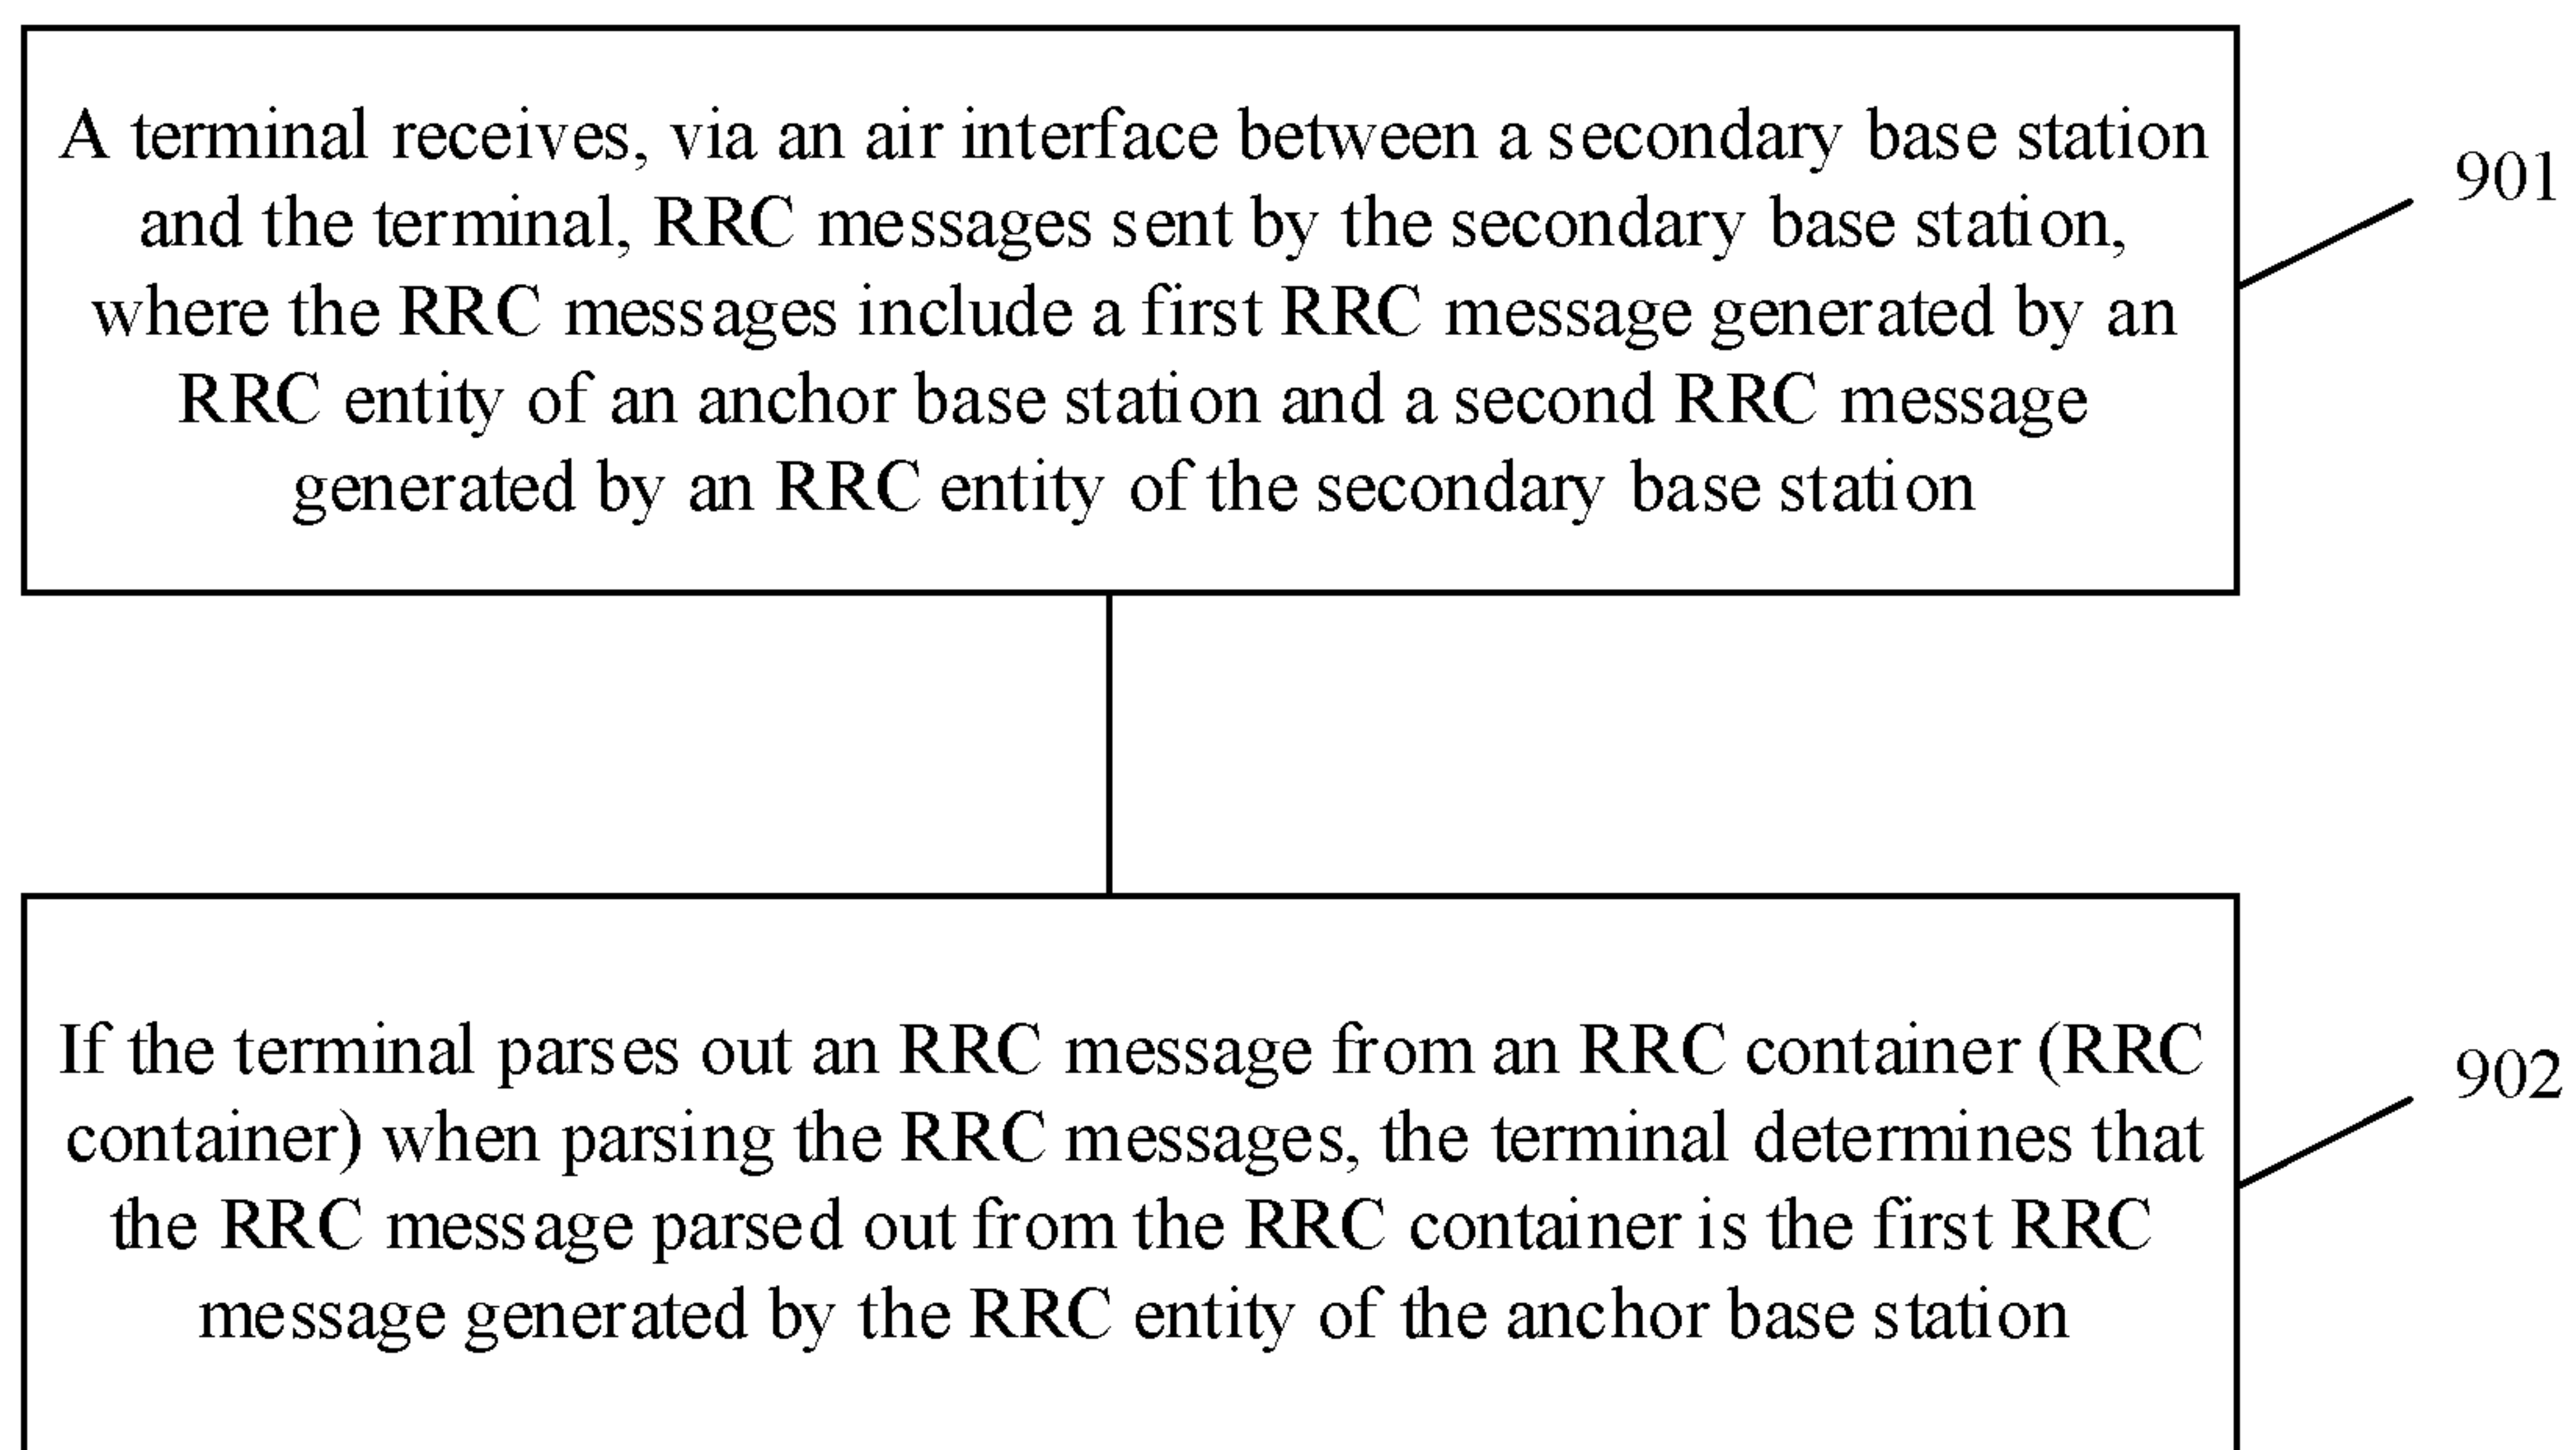 A terminal receives, via an air interface between a secondary base station
and the terminal, RRC messages sent by the secondary base station,
where the RRC messages include a first RRC message generated by an
RRC entity of an anchor base station and a second RRC message
generated by an RRC entity of the secondary base station
901
If the terminal parses out an RRC message from an RRC container (RRC
container) when parsing the RRC messages, the terminal determines that
the RRC message parsed out from the RRC container is the first RRC
message generated by the RRC entity of the anchor base station
902